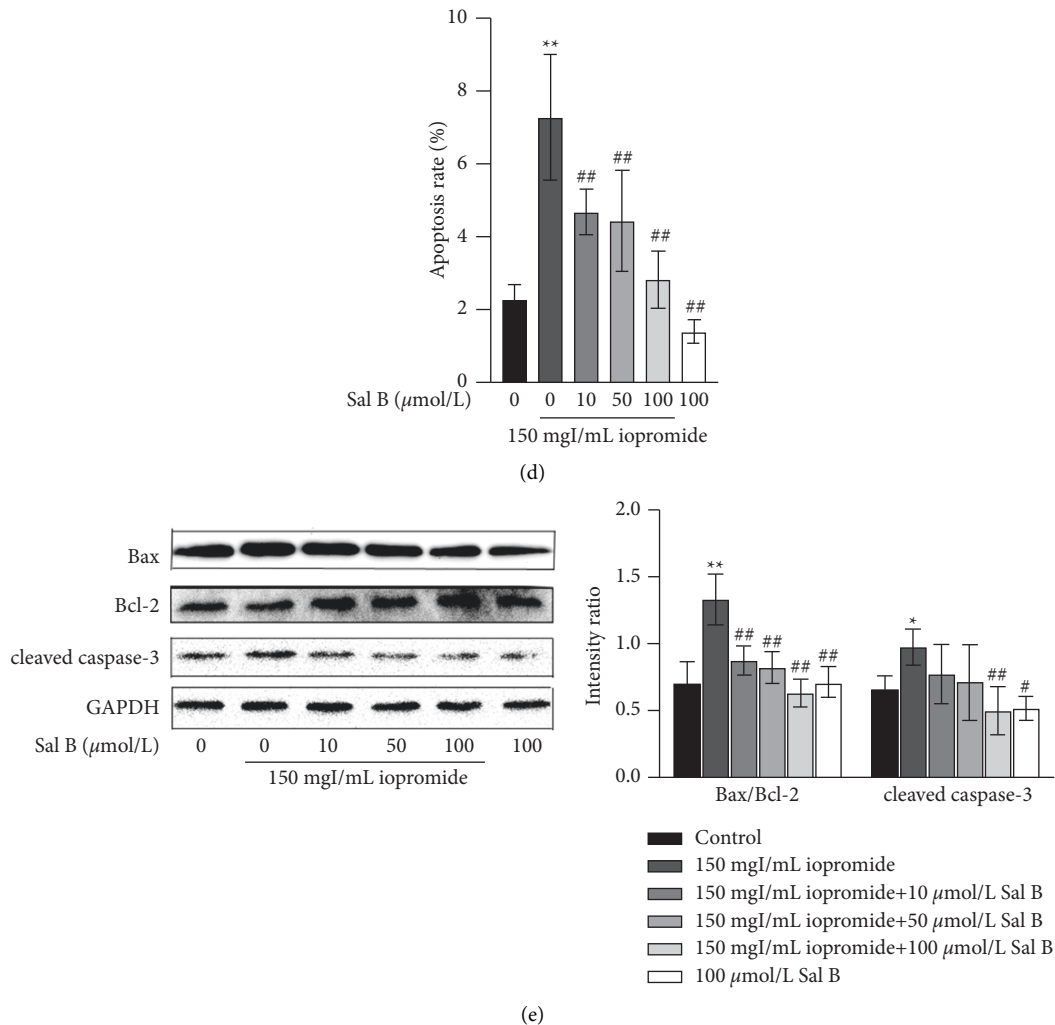 10
8
6
4
2
0
Apoptosis rate (%)
**
##
##
##
##
Sal B (μmol/L)
0 0 10 50 100 100
150 mgI/mL iopromide
(d)
Bax
Bcl-2
cleaved caspase-3
GAPDH
Sal B (μmol/L)
0 0 10 50 100 100
150 mgI/mL iopromide
2.0
1.5
1.0
0.5
0.0
Intensity ratio
**
##
##
##
##
*
##
#
Bax/Bcl-2 cleaved caspase-3
Control
150 mgI/mL iopromide
150 mgI/mL iopromide+10 μmol/L Sal B
150 mgI/mL iopromide+50 μmol/L Sal B
150 mgI/mL iopromide+100 μmol/L Sal B
100 μmol/L Sal B
(e)